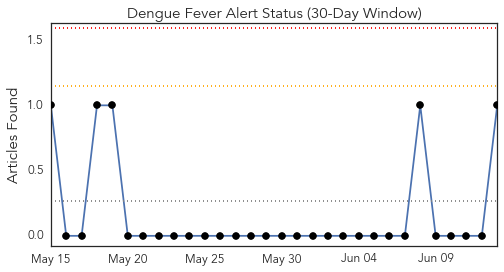 Dengue Fever Alert Status (30-Day Window)
1.5
1.0
0.5
0.0
Articles Found
May 15 May 20 May 25 May 30 Jun 04 Jun 09